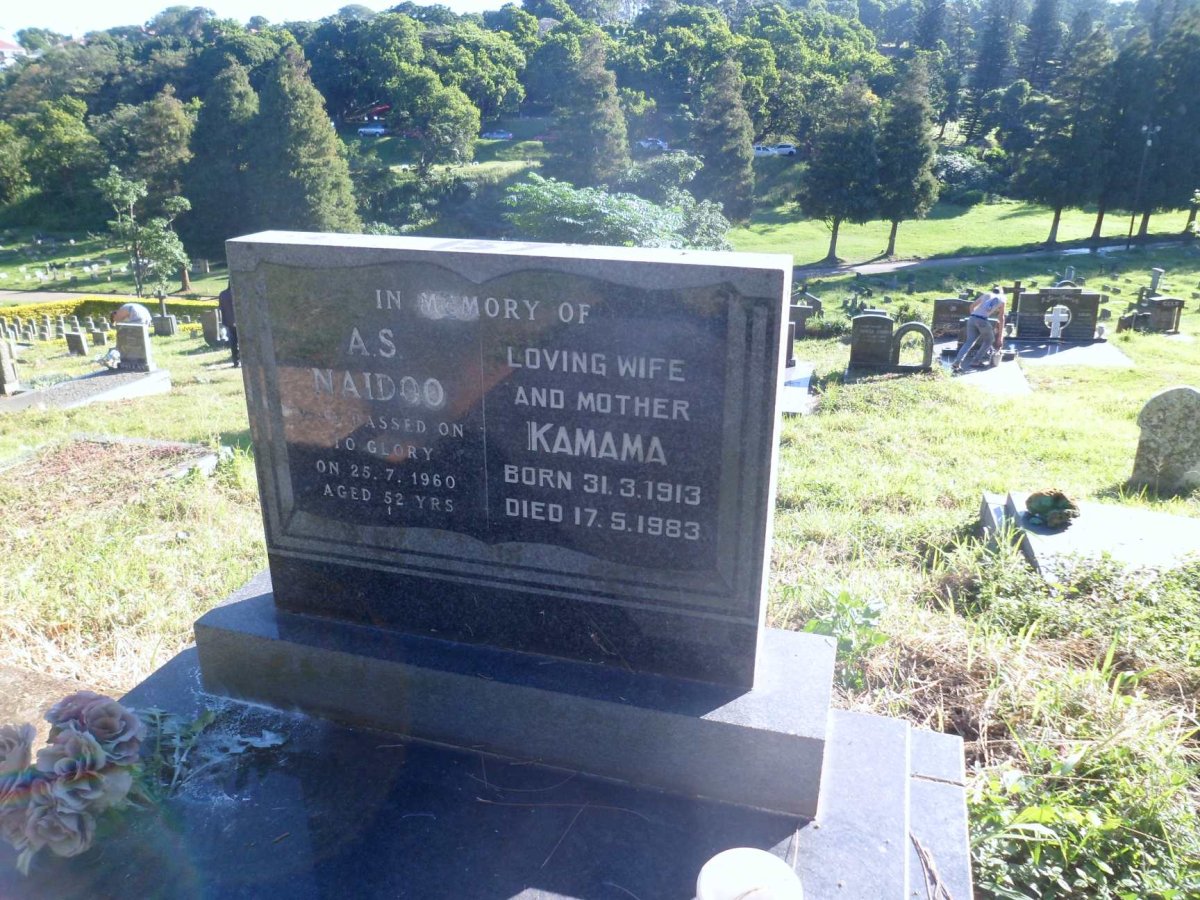 IN MEMORY OF
A.S
NAIDOO
WHO PASSED ON
TO GLORY
ON 25. 7. 1960
AGED 52 YRS
LOVING WIFE
AND MOTHER
KAMAMA
BORN 31. 3. 1913
DIED 17. 5. 1983